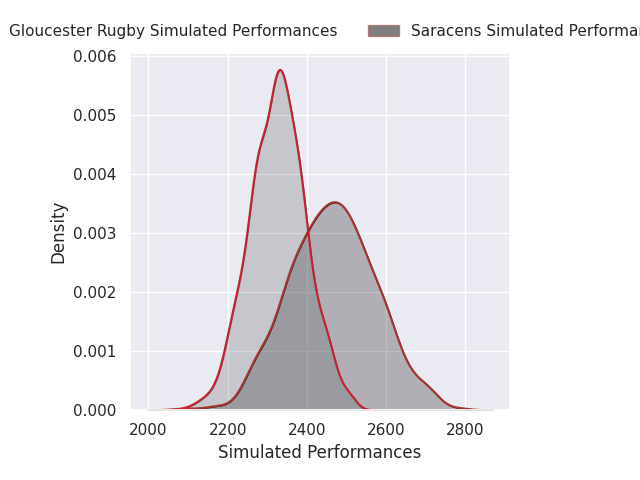 Gloucester Rugby Simulated Performances
Saracens Simulated Performa
0.006
0.005
0.004
0.003
0.002
0.001
0.000
Density
2000 2200 2400 2600 2800
Simulated Performances